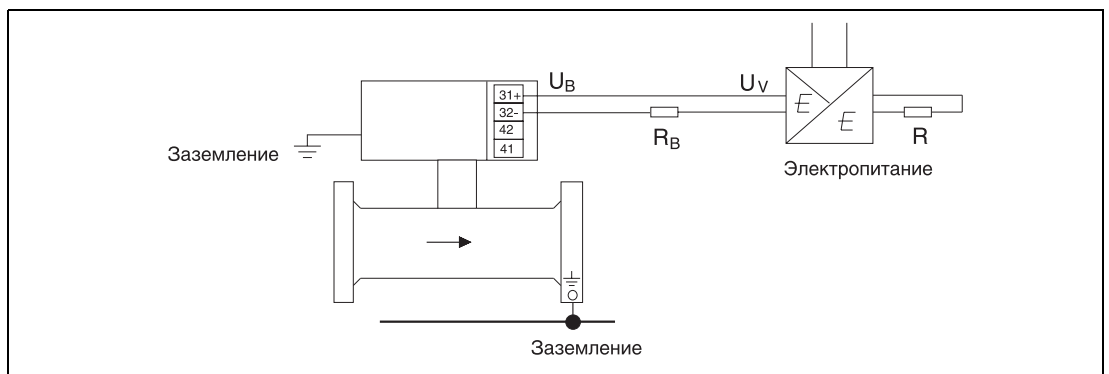 31+
32-
42
41
U_B
U_V
R_B
E
E
R
Заземление
Электропитание
Заземление